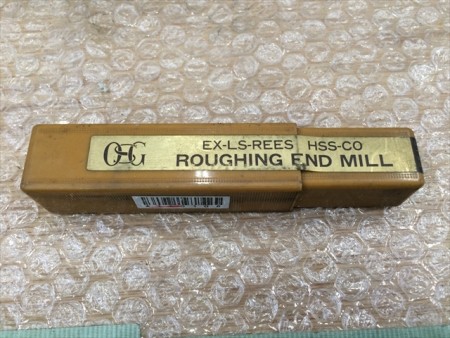 OSG
EX-LS-REES HSS-CO
ROUGHING END MILL